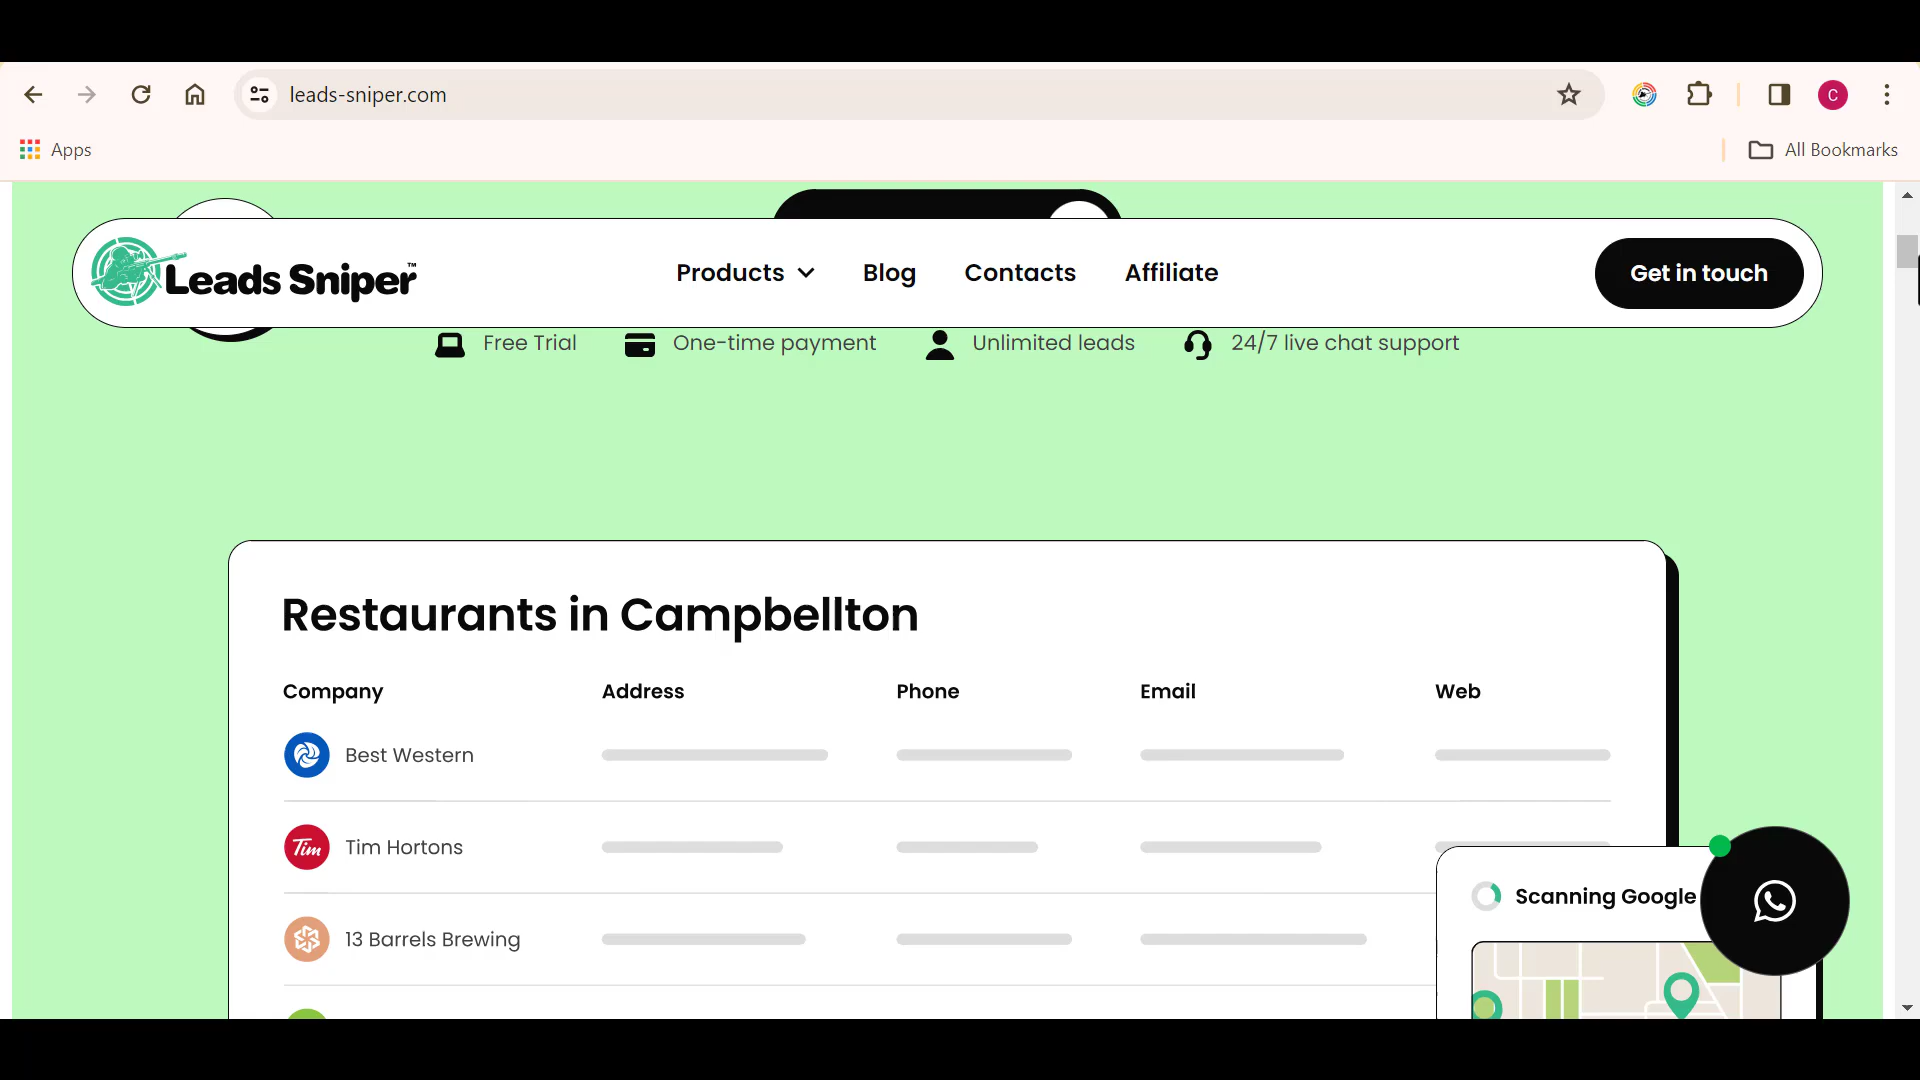 leads-sniper.com
C
Apps
All Bookmarks
Leads Sniper™
Products
Blog
Contacts
Affiliate
Get in touch
Free Trial
One-time payment
Unlimited leads
24/7 live chat support
Restaurants in Campbellton
Company Address Phone Email Web
Best Western
Tim Tim Hortons
13 Barrels Brewing
Scanning Google